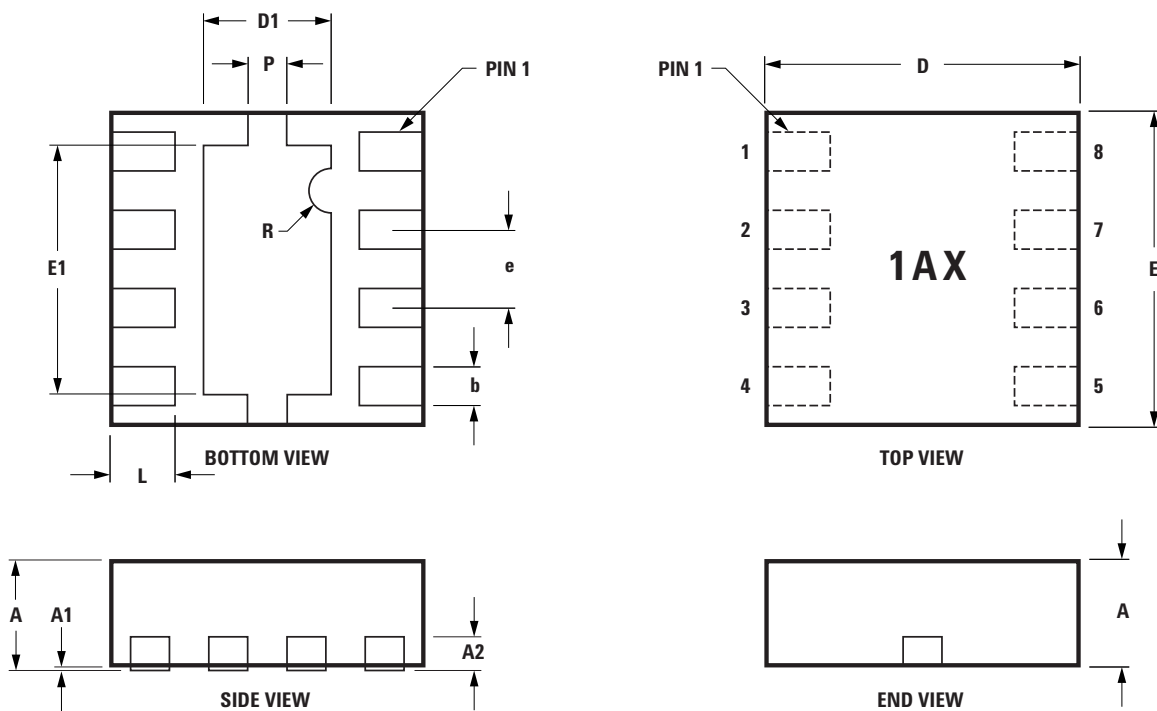 D1
P
PIN 1
R
E1
e
b
L
BOTTOM VIEW
PIN 1
D
1
2
3
4
8
7
6
5
1AX
E
TOP VIEW
A
A1
A2
SIDE VIEW
A
END VIEW